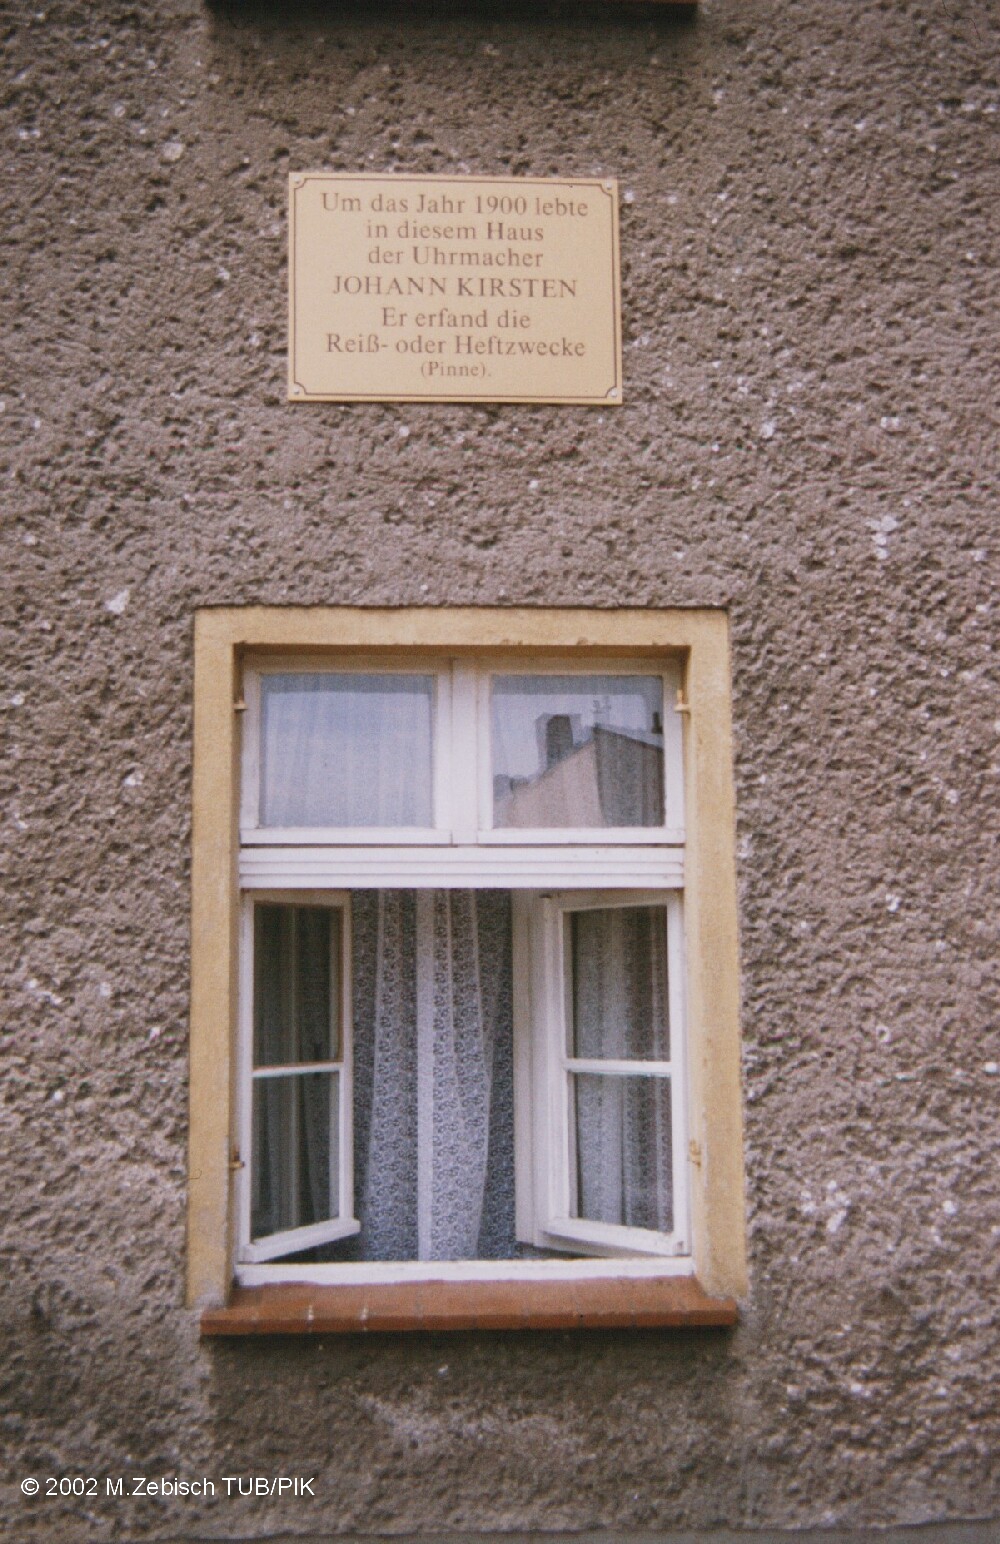 Um das Jahr 1900 lebte
in diesem Haus
der Uhrmacher
JOHANN KIRSTEN
Er erfand die
Reiß- oder Heftzwecke
(Pinne).
© 2002 M.Zebisch TUB/PIK